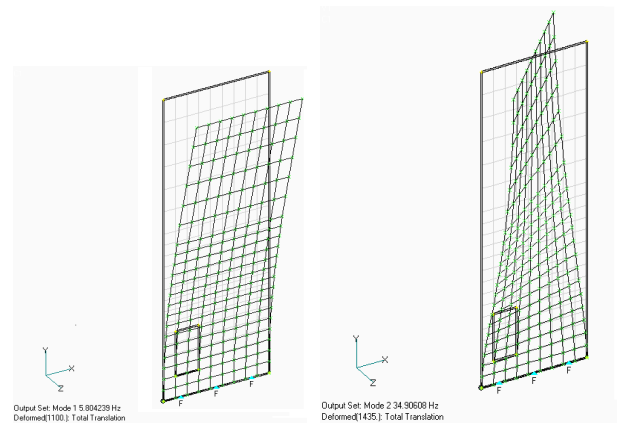 F
F
F
Y
X
Z
Output Set: Mode 1 5.804239 Hz
Deformed(1100.): Total Translation
F
F
F
Y
X
Z
Output Set: Mode 2 34.90608 Hz
Deformed(1435.): Total Translation